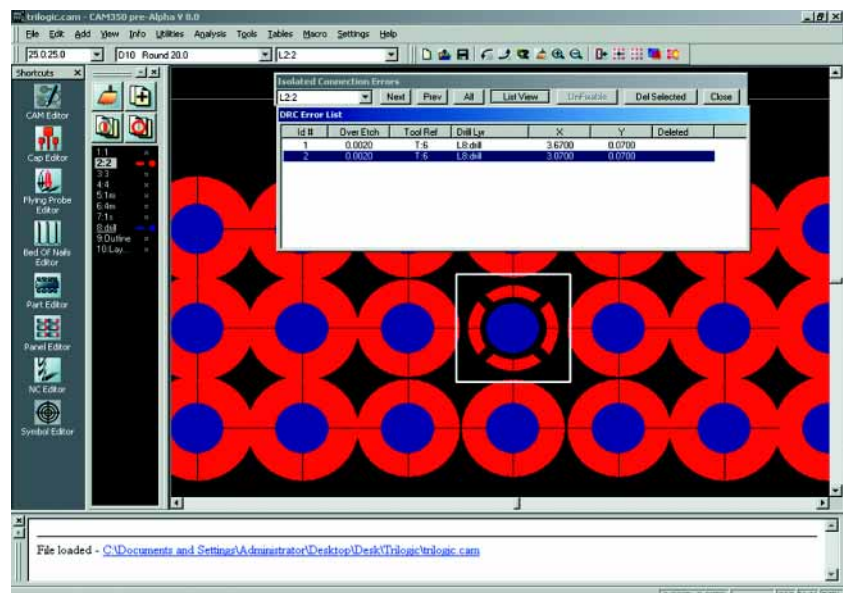 trilogic.cam - CAM350 pre-Alpha V 8.0
File Edit Add View Info Utilities Analysis Tools Tables Macro Settings Help
25.0:25.0 D10 Round 20.0 L2:2
Shortcuts
CAM Editor
Cap Editor
Flying Probe
Editor
Bed Of Nails
Editor
Part Editor
Panel Editor
NC Editor
Symbol Editor
1:1
2:2
3:3
4:4
5:1m
6:4m
7:1s
8:drill
9:Outline
10:Lay...
Isolated Connection Errors
L2:2 Next Prev All List View UnFixable Del Selected Close
DRC Error List
Id # Over Etch Tool Ref Drill Lyr X Y Deleted
1 0.0020 T:6 L8:drill 3.6700 0.0700
2 0.0020 T:6 L8:drill 3.0700 0.0700
File loaded - C:\Documents and Settings\Administrator\Desktop\Desk\Trilogic\trilogic.cam